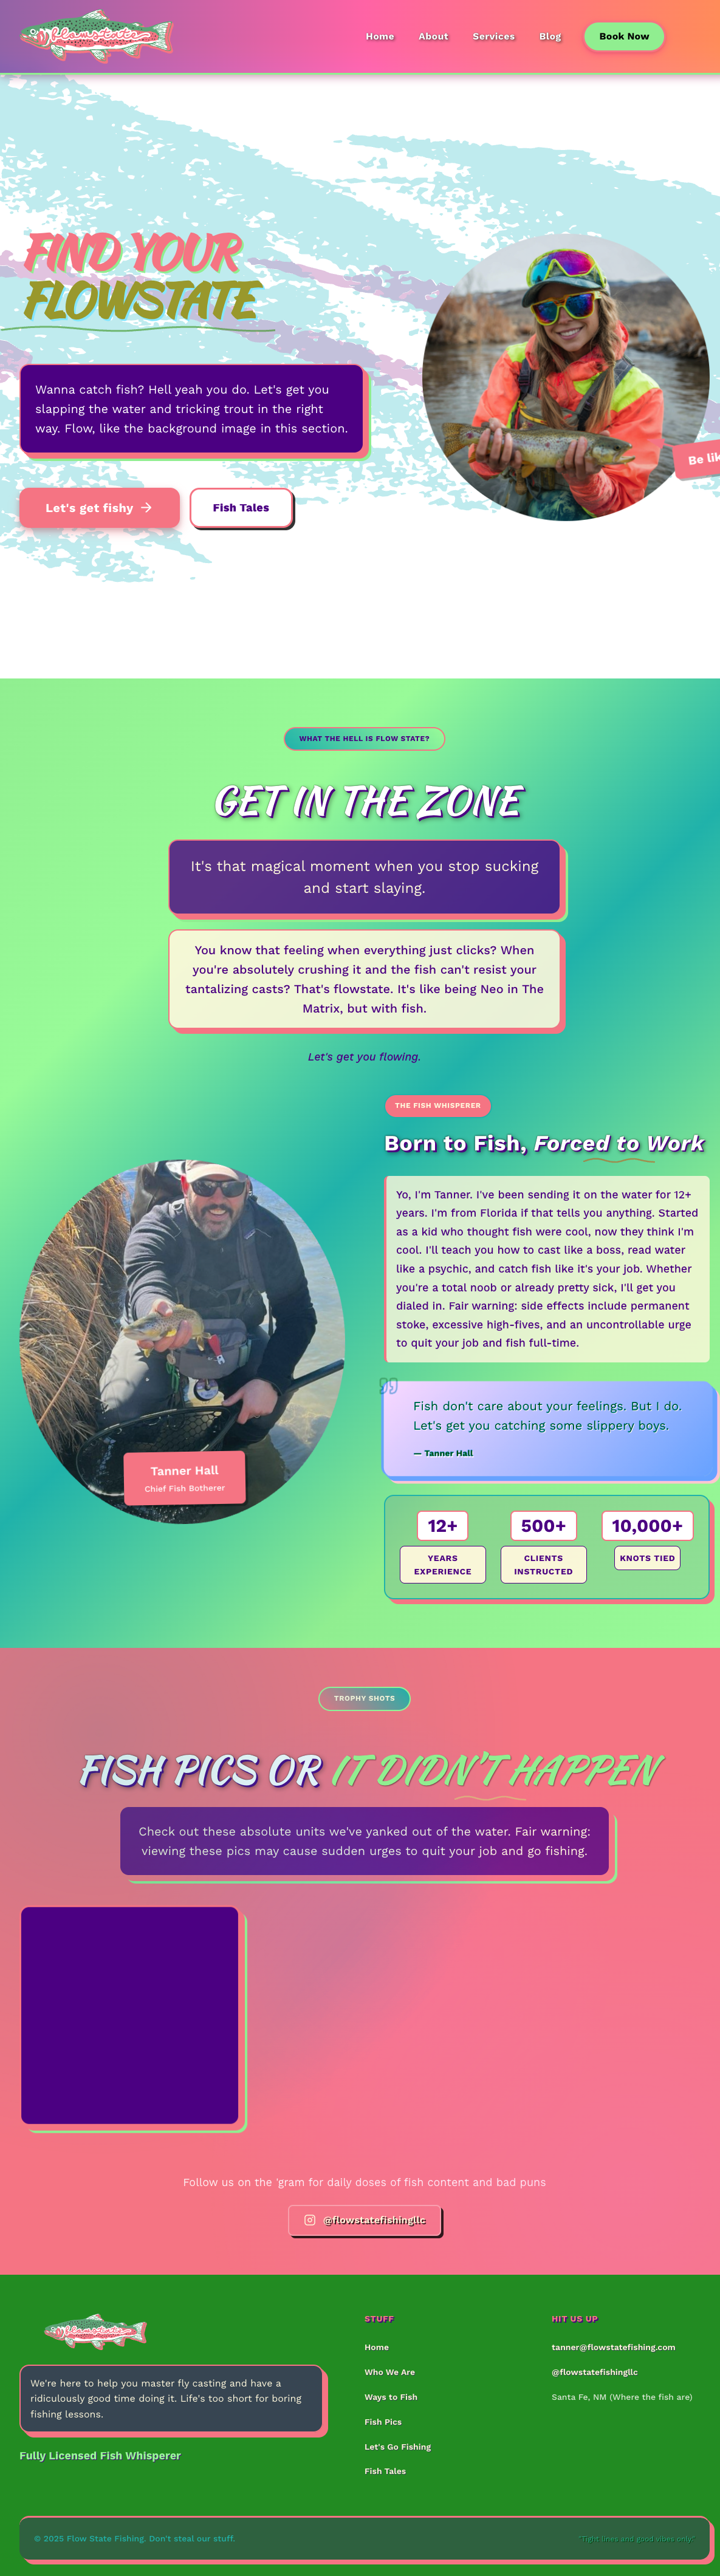 flowstate
Home About Services Blog Book Now
FIND YOUR
FLOWSTATE
Wanna catch fish? Hell yeah you do. Let's get you
slapping the water and tricking trout in the right
way. Flow, like the background image in this section.
Be lik
Let's get fishy →
Fish Tales
WHAT THE HELL IS FLOW STATE?
GET IN THE ZONE
It's that magical moment when you stop sucking
and start slaying.
You know that feeling when everything just clicks? When
you're absolutely crushing it and the fish can't resist your
tantalizing casts? That's flowstate. It's like being Neo in The
Matrix, but with fish.
Let's get you flowing.
THE FISH WHISPERER
Born to Fish, Forced to Work
Yo, I'm Tanner. I've been sending it on the water for 12+
years. I'm from Florida if that tells you anything. Started
as a kid who thought fish were cool, now they think I'm
cool. I'll teach you how to cast like a boss, read water
like a psychic, and catch fish like it's your job. Whether
you're a total noob or already pretty sick, I'll get you
dialed in. Fair warning: side effects include permanent
stoke, excessive high-fives, and an uncontrollable urge
to quit your job and fish full-time.
Tanner Hall
Chief Fish Botherer
Fish don't care about your feelings. But I do.
Let's get you catching some slippery boys.
— Tanner Hall
12+
YEARS
EXPERIENCE
500+
CLIENTS
INSTRUCTED
10,000+
KNOTS TIED
TROPHY SHOTS
FISH PICS OR IT DIDN'T HAPPEN
Check out these absolute units we've yanked out of the water. Fair warning:
viewing these pics may cause sudden urges to quit your job and go fishing.
Follow us on the 'gram for daily doses of fish content and bad puns
@flowstatefishingllc
flowstate
We're here to help you master fly casting and have a
ridiculously good time doing it. Life's too short for boring
fishing lessons.
Fully Licensed Fish Whisperer
STUFF
Home
Who We Are
Ways to Fish
Fish Pics
Let's Go Fishing
Fish Tales
HIT US UP
tanner@flowstatefishing.com
@flowstatefishingllc
Santa Fe, NM (Where the fish are)
© 2025 Flow State Fishing. Don't steal our stuff.
"Tight lines and good vibes only."